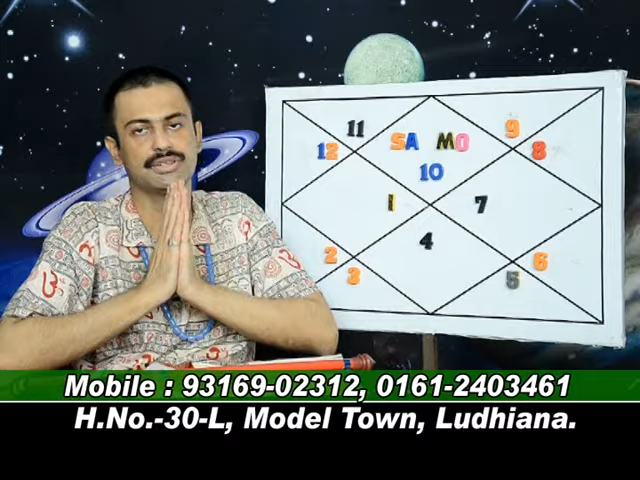 11 SA MO 9
12 8
10
1 7
4
2 6
3 5
Mobile : 93169-02312, 0161-2403461
H.No.-30-L, Model Town, Ludhiana.